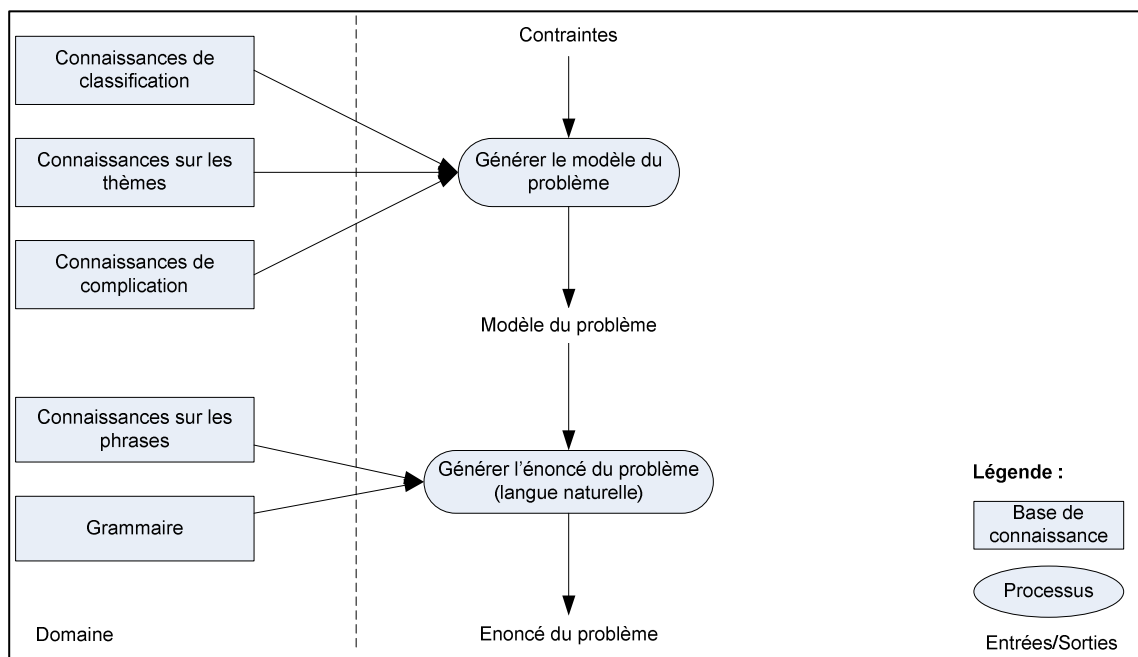 Connaissances de
classification
Connaissances sur les
thèmes
Connaissances de
complication
Connaissances sur les
phrases
Grammaire
Domaine
Contraintes
Générer le modèle du
problème
Modèle du problème
Générer l'énoncé du problème
(langue naturelle)
Enoncé du problème
Légende :
Base de
connaissance
Processus
Entrées/Sorties